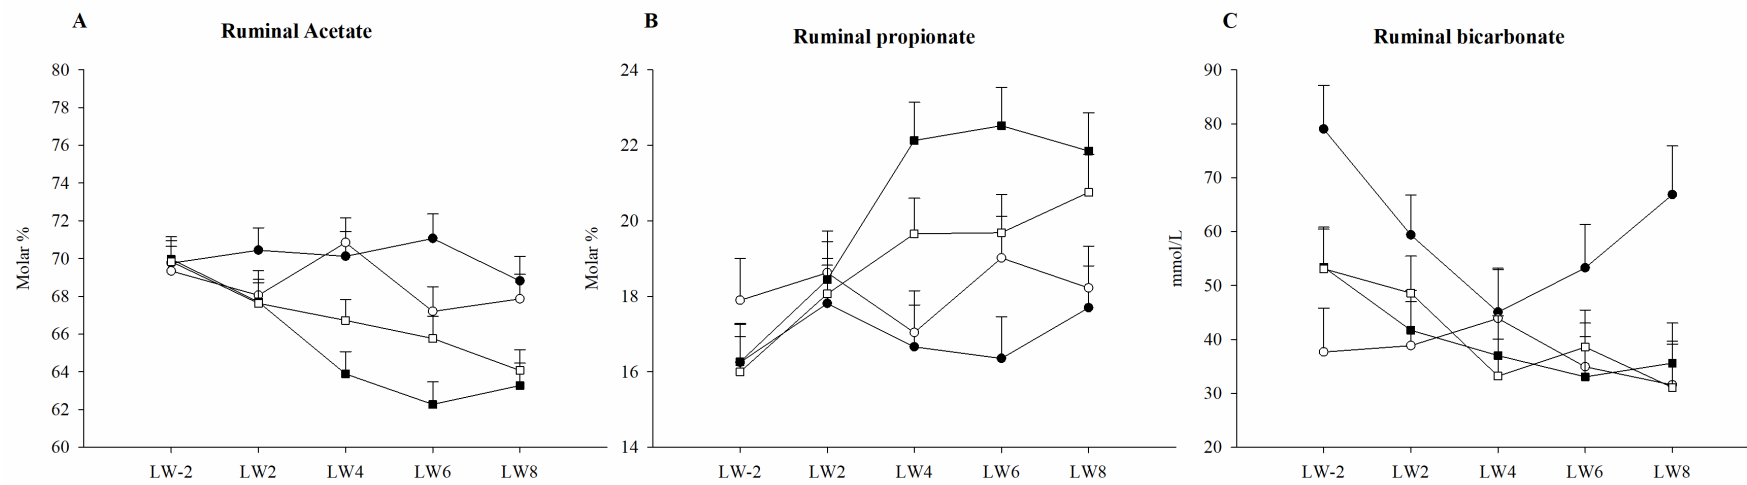 A
Ruminal Acetate
Molar %
80
78
76
74
72
70
68
66
64
62
60
LW-2 LW2 LW4 LW6 LW8
B
Ruminal propionate
Molar %
24
22
20
18
16
14
LW-2 LW2 LW4 LW6 LW8
C
Ruminal bicarbonate
mmol/L
90
80
70
60
50
40
30
20
LW-2 LW2 LW4 LW6 LW8